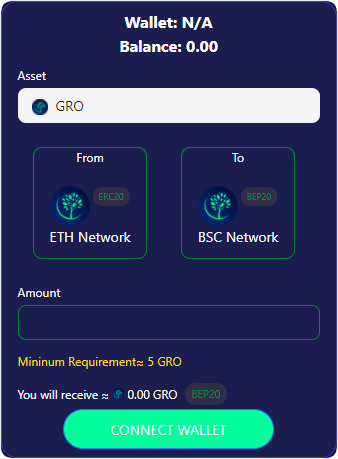 Wallet: N/A
Balance: 0.00
Asset
GRO
From To
ERC20 BEP20
ETH Network BSC Network
Amount
Mininum Requirement≈ 5 GRO
You will receive ≈ 0.00 GRO BEP20
CONNECT WALLET